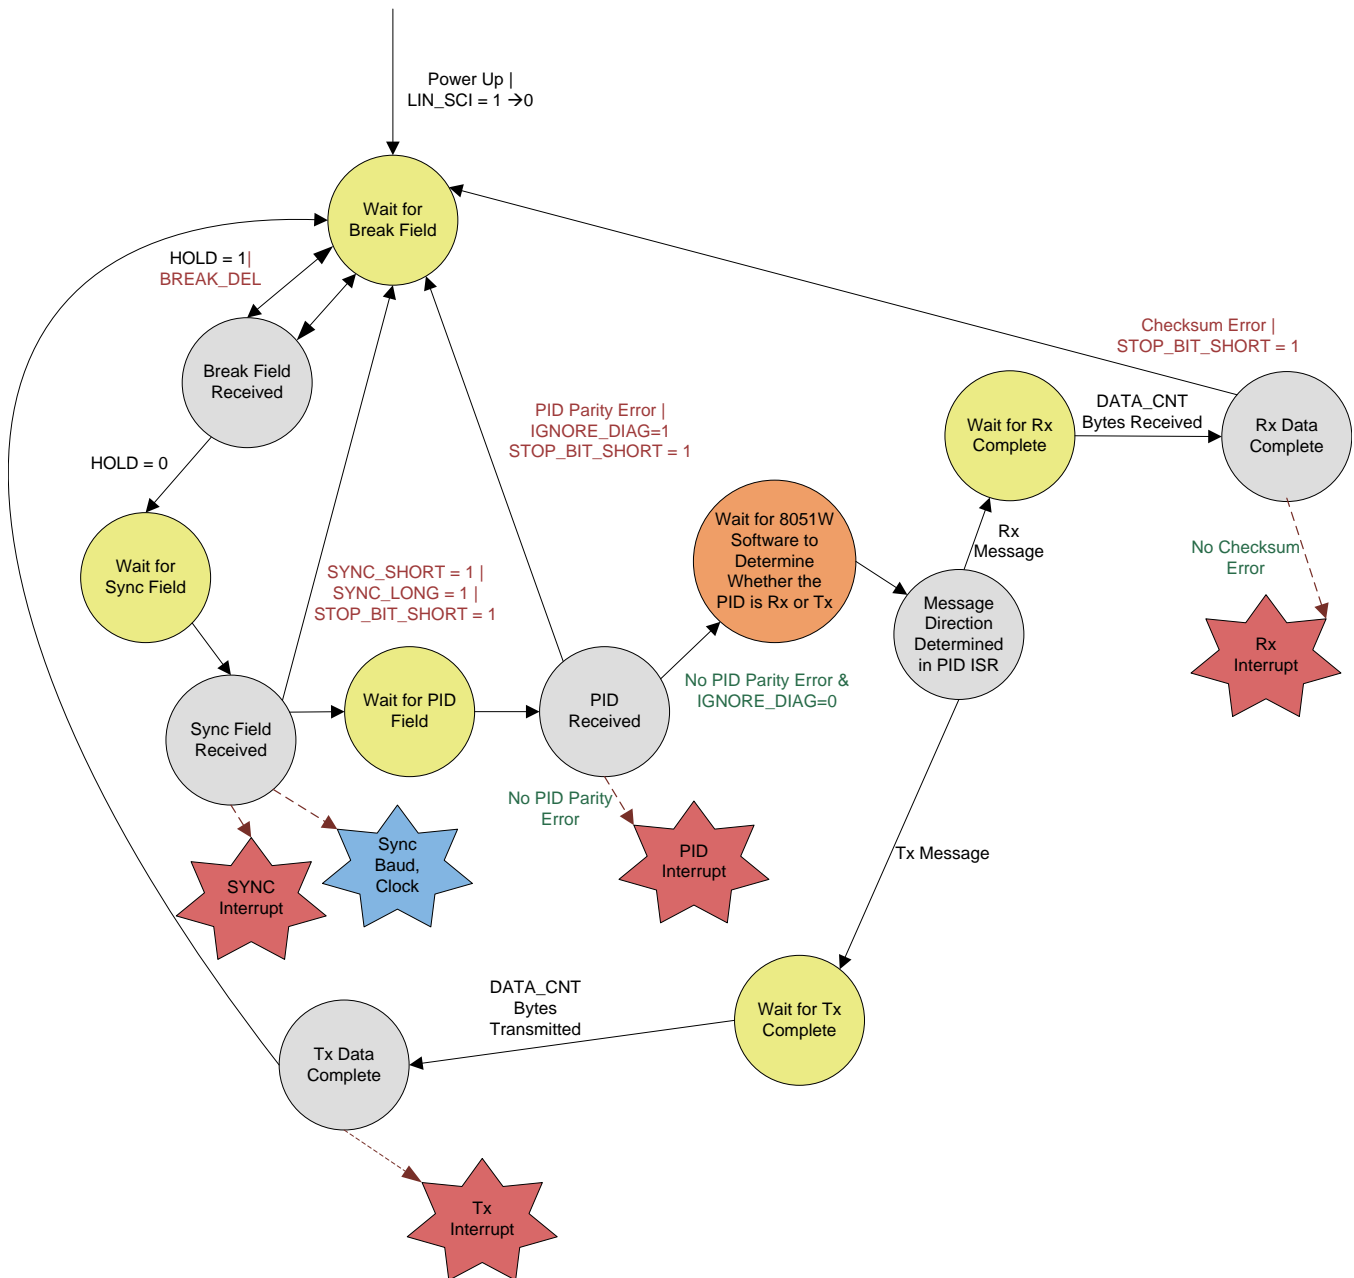 Power Up |
LIN_SCI = 1 →0
Wait for
Break Field
HOLD = 1|
BREAK_DEL
Break Field
Received
HOLD = 0
Wait for
Sync Field
SYNC_SHORT = 1 |
SYNC_LONG = 1 |
STOP_BIT_SHORT = 1
Sync Field
Received
Wait for PID
Field
SYNC
Interrupt
Sync
Baud,
Clock
PID Parity Error |
IGNORE_DIAG=1
STOP_BIT_SHORT = 1
PID
Received
No PID Parity
Error
PID
Interrupt
No PID Parity Error &
IGNORE_DIAG=0
Wait for 8051W
Software to
Determine
Whether the
PID is Rx or Tx
Message
Direction
Determined
in PID ISR
Rx
Message
Wait for Rx
Complete
DATA_CNT
Bytes Received
Checksum Error |
STOP_BIT_SHORT = 1
Rx Data
Complete
No Checksum
Error
Rx
Interrupt
Tx Message
Wait for Tx
Complete
DATA_CNT
Bytes
Transmitted
Tx Data
Complete
Tx
Interrupt